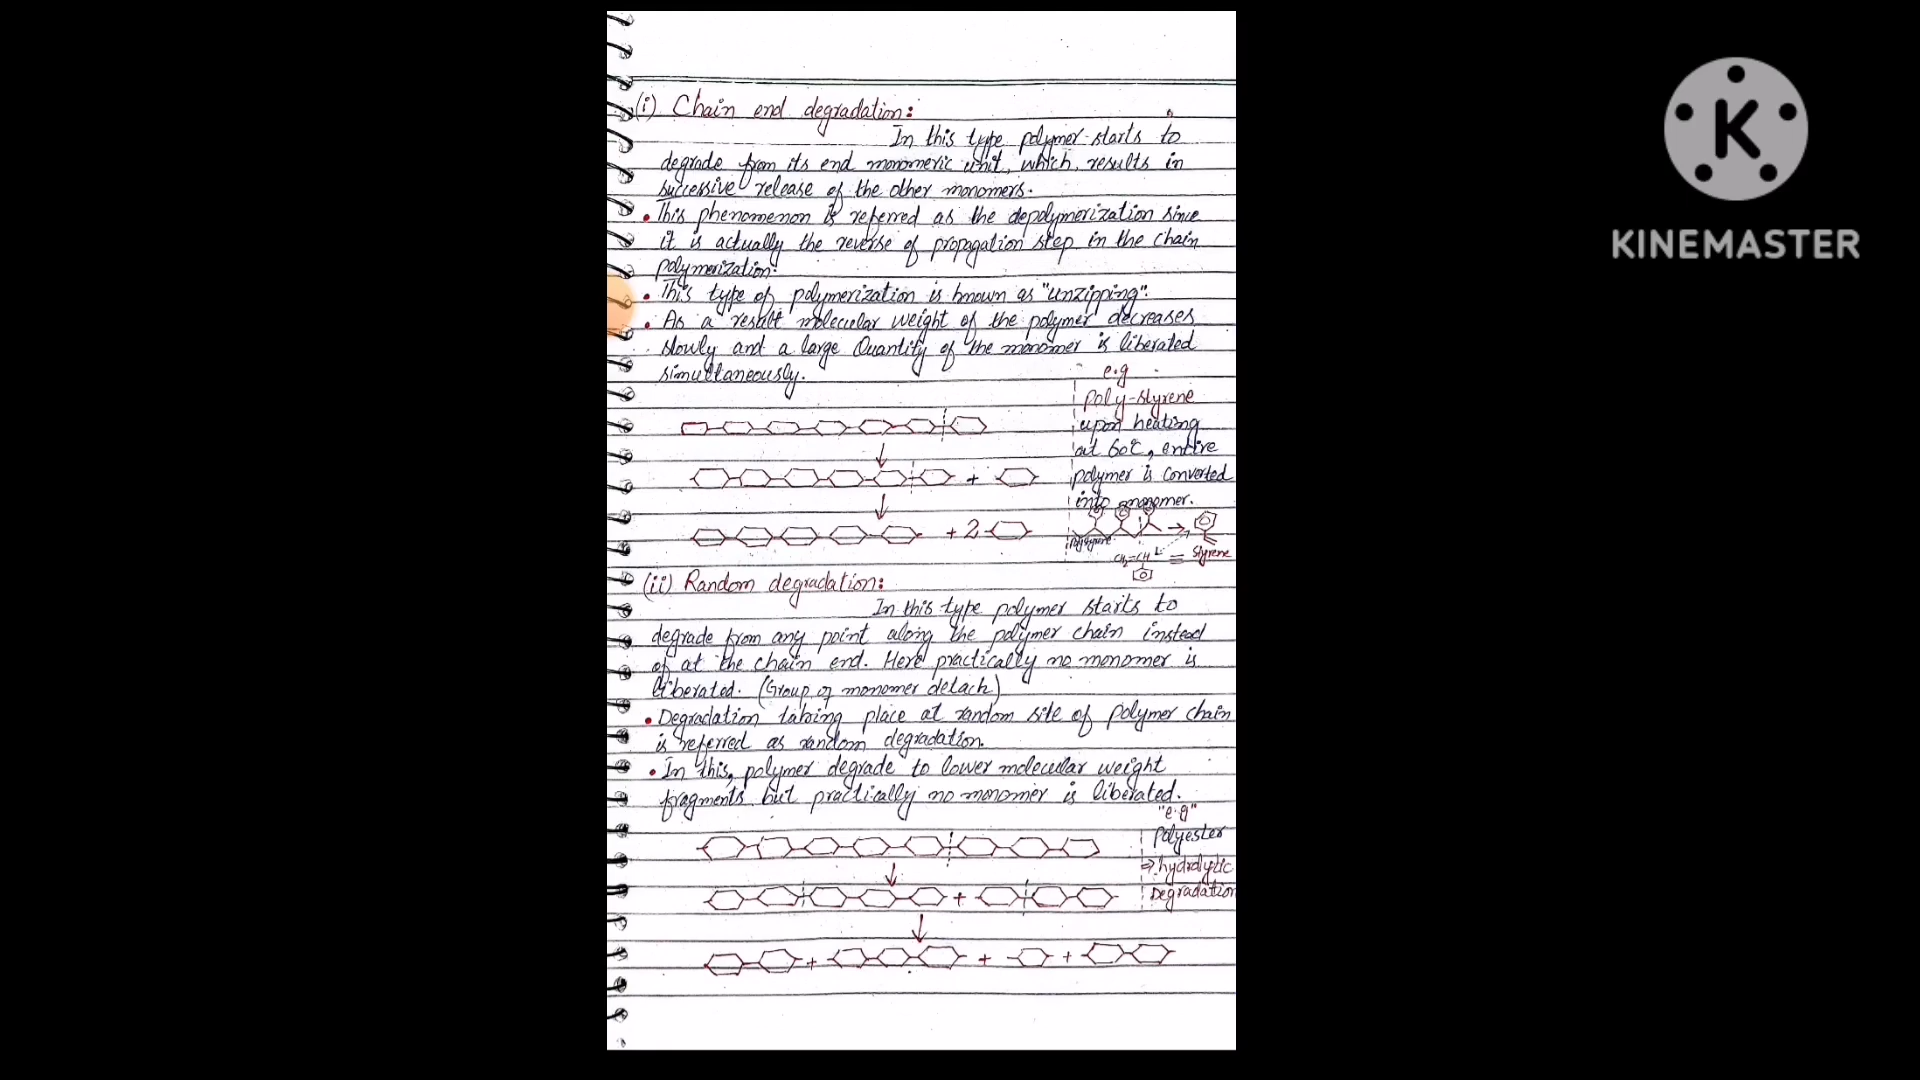 (i) Chain end degradation:
In this type polymer starts to
degrade from its end monomeric unit, which, results in
successive release of the other monomers.
• This phenomenon is referred as the depolymerization since
it is actually the reverse of propagation step in the chain
polymerization.
• This type of polymerization is known as "unzipping".
• As a result molecular weight of the polymer decreases
slowly and a large Quantity of the monomer is liberated
simultaneously.
e.g
poly-styrene
upon heating
at 60°C, entire
polymer is converted
into monomer.
+
+ 2
Styrene
(ii) Random degradation:
In this type polymer starts to
degrade from any point along the polymer chain instead
of at the chain end. Here practically no monomer is
liberated. (Group of monomer detach)
• Degradation taking place at random site of polymer chain
is referred as random degradation.
• In this, polymer degrade to lower molecular weight
fragments but practically no monomer is liberated.
"e.g"
polyester
⇒ hydrolytic
Degradation
+
+ + +
KINEMASTER